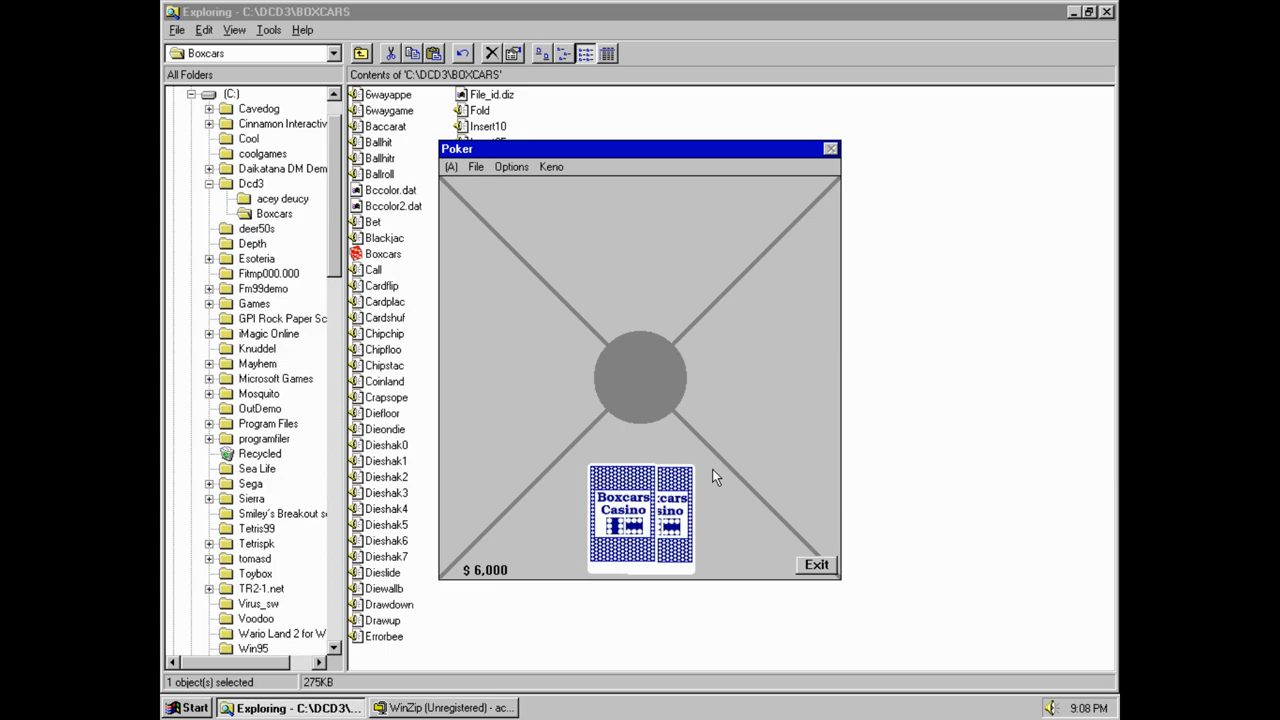 Exploring - C:\DCD3\BOXCARS
File Edit View Tools Help
Boxcars
All Folders
Contents of 'C:\DCD3\BOXCARS'
(C:)
Cavedog
Cinnamon Interactiv
Cool
coolgames
Daikatana DM Dem
Dcd3
acey deucy
Boxcars
deer50s
Depth
Esoteria
Fitmp000.000
Fm99demo
Games
GPI Rock Paper Sc
iMagic Online
Knuddel
Mayhem
Microsoft Games
Mosquito
OutDemo
Program Files
programfiler
Recycled
Sea Life
Sega
Sierra
Smiley's Breakout s
Tetris99
Tetrispk
tomasd
Toybox
TR2-1.net
Virus_sw
Voodoo
Wario Land 2 for W
Win95
6wayappe
6waygame
Baccarat
Ballhit
Ballhitr
Ballroll
Bccolor.dat
Bccolor2.dat
Bet
Blackjac
Boxcars
Call
Cardflip
Cardplac
Cardshuf
Chipchip
Chipfloo
Chipstac
Coinland
Crapsope
Diefloor
Dieondie
Dieshak0
Dieshak1
Dieshak2
Dieshak3
Dieshak4
Dieshak5
Dieshak6
Dieshak7
Dieslide
Diewallb
Drawdown
Drawup
Errorbee
File_id.diz
Fold
Insert10
Poker
(A) File Options Keno
Boxcars
Casino
cars
sino
$ 6,000
Exit
1 object(s) selected
275KB
Start
Exploring - C:\DCD3\...
WinZip (Unregistered) - ac...
9:08 PM